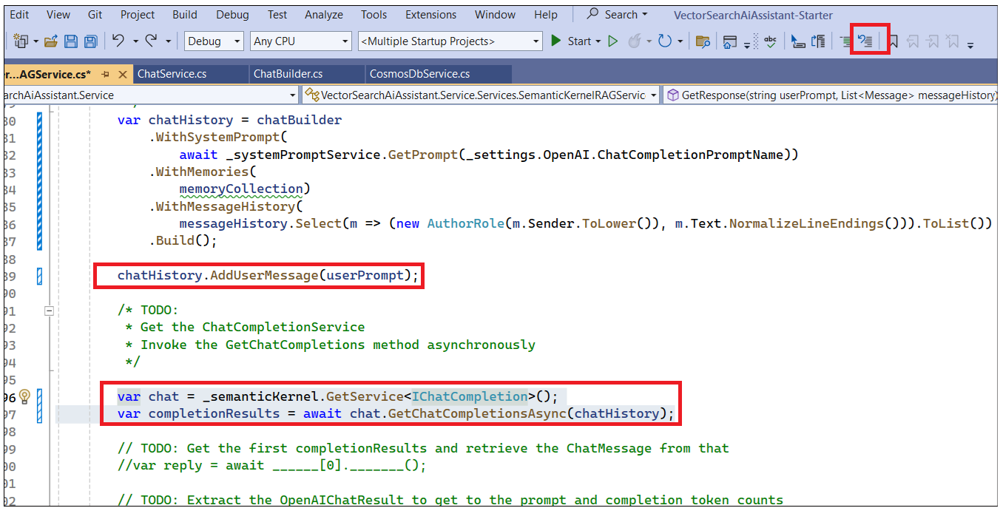 Edit View Git Project Build Debug Test Analyze Tools Extensions Window Help Search VectorSearchAiAssistant-Starter
Debug Any CPU <Multiple Startup Projects> Start abc
er...AGService.cs* ChatService.cs ChatBuilder.cs CosmosDbService.cs
archAiAssistant.Service VectorSearchAiAssistant.Service.Services.SemanticKernelRAGServic GetResponse(string userPrompt, List<Message> messageHistory)
30 var chatHistory = chatBuilder
31 .WithSystemPrompt(
32 await _systemPromptService.GetPrompt(_settings.OpenAI.ChatCompletionPromptName))
33 .WithMemories(
34 memoryCollection)
35 .WithMessageHistory(
36 messageHistory.Select(m => (new AuthorRole(m.Sender.ToLower()), m.Text.NormalizeLineEndings())).ToList())
37 .Build();
38
39 chatHistory.AddUserMessage(userPrompt);
90
91 /* TODO:
92 * Get the ChatCompletionService
93 * Invoke the GetChatCompletions method asynchronously
94 */
95
96 var chat = _semanticKernel.GetService<IChatCompletion>();
97 var completionResults = await chat.GetChatCompletionsAsync(chatHistory);
98
99 // TODO: Get the first completionResults and retrieve the ChatMessage from that
00 //var reply = await ______[0]._______();
01
02 // TODO: Extract the OpenAIChatResult to get to the prompt and completion token counts